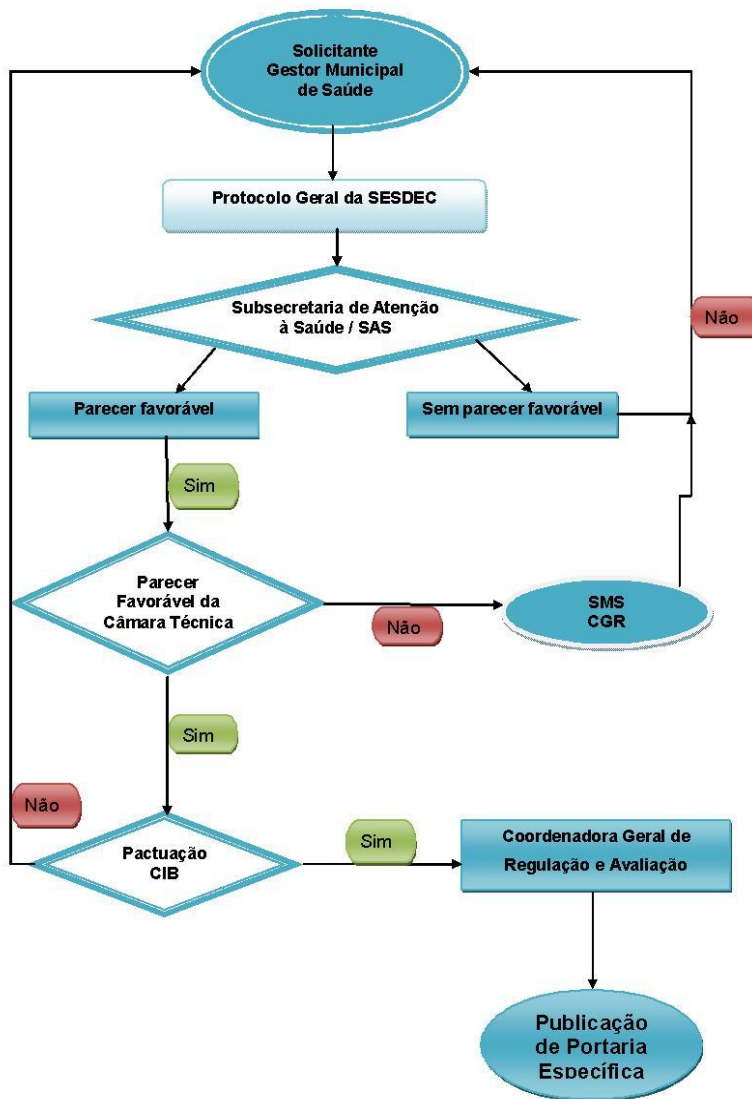 Solicitante
Gestor Municipal
de Saúde
Protocolo Geral da SESDEC
Subsecretaria de Atenção
à Saúde / SAS
Não
Parecer favorável
Sem parecer favorável
Sim
Parecer
Favorável da
Câmara Técnica
Não
SMS
CGR
Sim
Não
Pactuação
CIB
Sim
Coordenadora Geral de
Regulação e Avaliação
Publicação
de Portaria
Específica